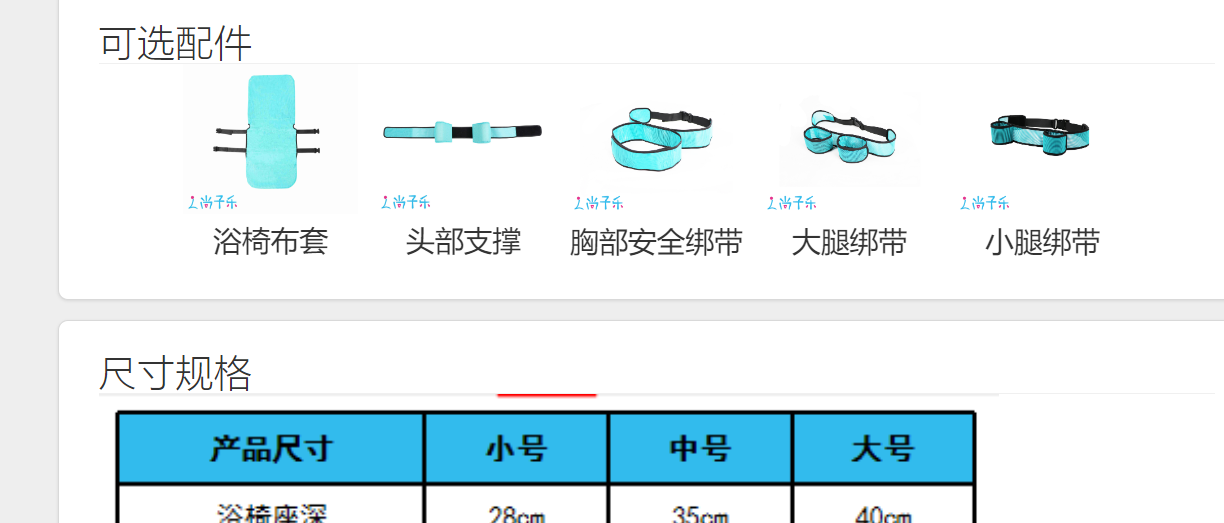 可选配件
尚子乐 尚子乐 尚子乐 尚子乐 尚子乐
浴椅布套 头部支撑 胸部安全绑带 大腿绑带 小腿绑带
尺寸规格
产品尺寸 小号 中号 大号
浴椅座深 28cm 35cm 40cm